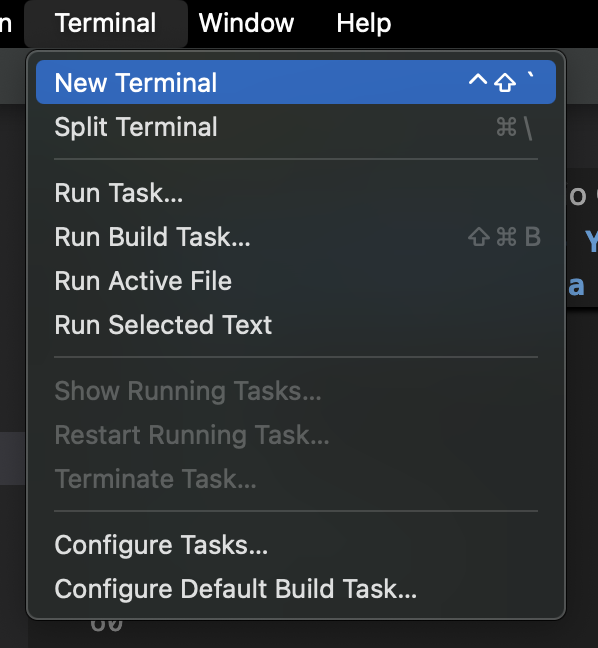 n Terminal Window Help
New Terminal ^⇧`
Split Terminal ⌘\
Run Task...
Run Build Task... ⇧⌘B
Run Active File
Run Selected Text
Show Running Tasks...
Restart Running Task...
Terminate Task...
Configure Tasks...
Configure Default Build Task...